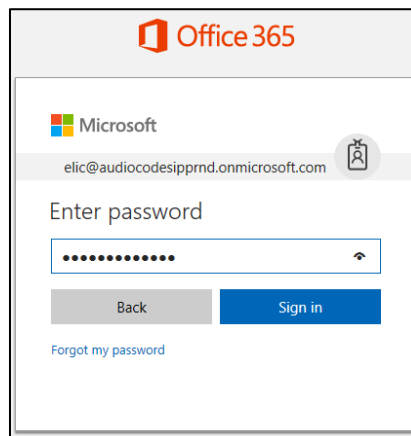 Office 365
Microsoft
elic@audiocodesipprnd.onmicrosoft.com
Enter password
•••••••••••••
Back
Sign in
Forgot my password